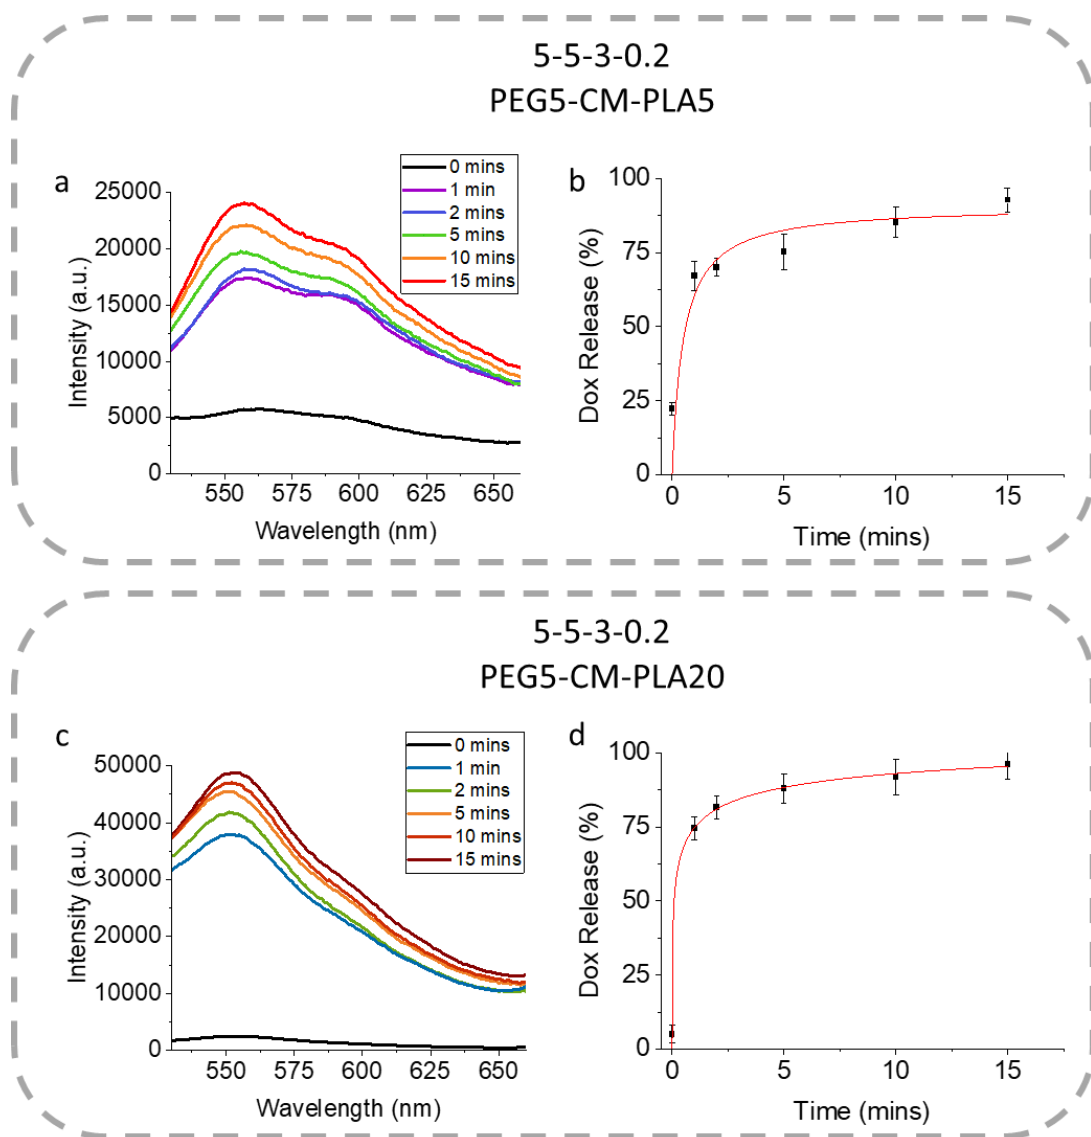 5-5-3-0.2
PEG5-CM-PLA5
a
0 mins
1 min
2 mins
5 mins
10 mins
15 mins
25000
20000
15000
10000
5000
0
Intensity (a.u.)
550 575 600 625 650
Wavelength (nm)
b
100
75
50
25
0
Dox Release (%)
0 5 10 15
Time (mins)
5-5-3-0.2
PEG5-CM-PLA20
c
0 mins
1 min
2 mins
5 mins
10 mins
15 mins
50000
40000
30000
20000
10000
0
Intensity (a.u.)
550 575 600 625 650
Wavelength (nm)
d
100
75
50
25
0
Dox Release (%)
0 5 10 15
Time (mins)